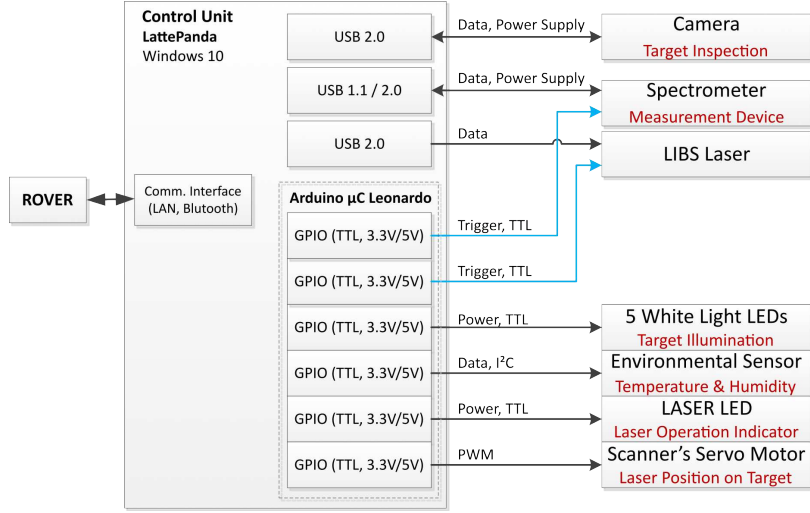 Control Unit
LattePanda
Windows 10
USB 2.0
Data, Power Supply
Camera
Target Inspection
USB 1.1 / 2.0
Data, Power Supply
Spectrometer
Measurement Device
USB 2.0
Data
LIBS Laser
ROVER
Comm. Interface
(LAN, Blutooth)
Arduino µC Leonardo
GPIO (TTL, 3.3V/5V)
Trigger, TTL
GPIO (TTL, 3.3V/5V)
Trigger, TTL
GPIO (TTL, 3.3V/5V)
Power, TTL
5 White Light LEDs
Target Illumination
GPIO (TTL, 3.3V/5V)
Data, I²C
Environmental Sensor
Temperature & Humidity
GPIO (TTL, 3.3V/5V)
Power, TTL
LASER LED
Laser Operation Indicator
GPIO (TTL, 3.3V/5V)
PWM
Scanner's Servo Motor
Laser Position on Target